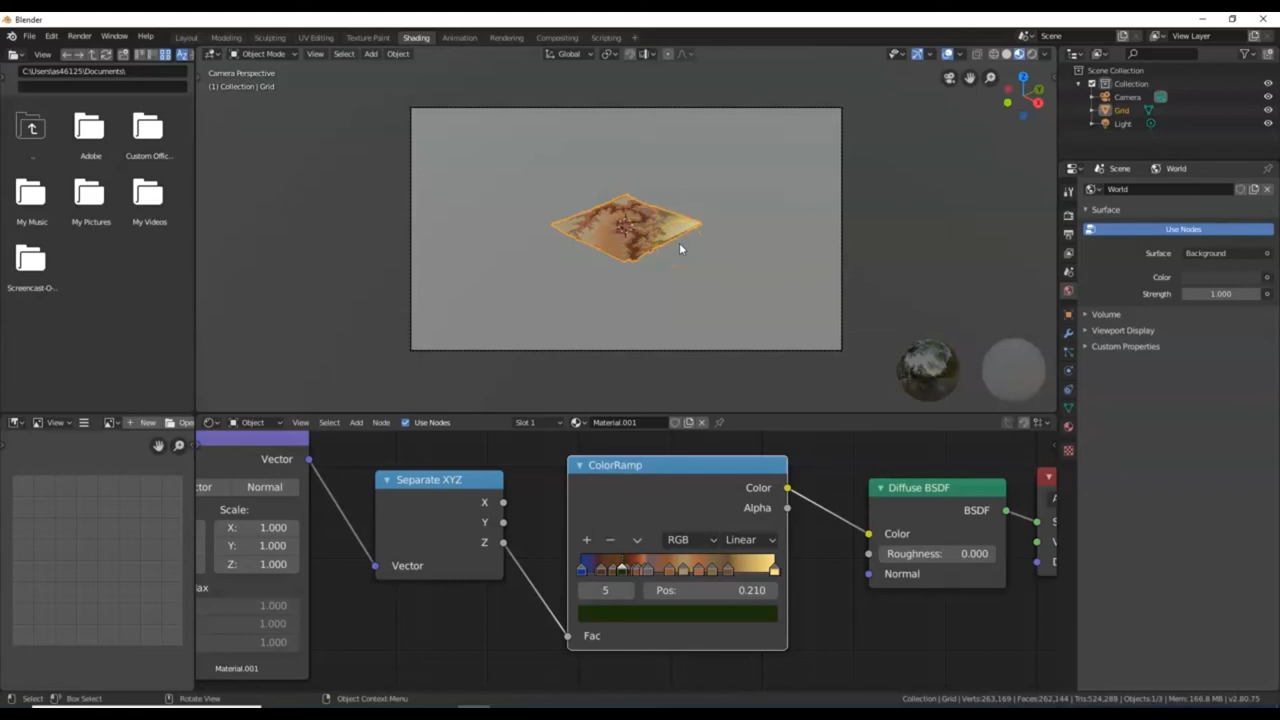 Blender
File Edit Render Window Help Layout Modeling Sculpting UV Editing Texture Paint Shading Animation Rendering Compositing Scripting Scene View Layer
View Object Mode View Select Add Object Global
C:\Users\as46125\Documents\
Camera Perspective
(1) Collection | Grid
.. Adobe Custom Offic...
My Music My Pictures My Videos
Screencast-O-...
Scene Collection
Collection
Camera
Grid
Light
Scene World
World
Surface
Use Nodes
Surface Background
Color
Strength 1.000
Volume
Viewport Display
Custom Properties
View New Ope
Object View Select Add Node Use Nodes Slot 1 Material.001
Vector
ctor Normal
Scale:
X: 1.000
Y: 1.000
Z: 1.000
ax
1.000
1.000
1.000
Material.001
Separate XYZ
X
Y
Z
Vector
ColorRamp
Color
Alpha
RGB Linear
5 Pos: 0.210
Fac
Diffuse BSDF
BSDF
Color
Roughness: 0.000
Normal
Select Box Select Rotate View Object Context Menu
Collection | Grid | Verts:263,169 | Faces:262,144 | Tris:524,288 | Objects:1/3 | Mem: 166.8 MB | v2.80.75